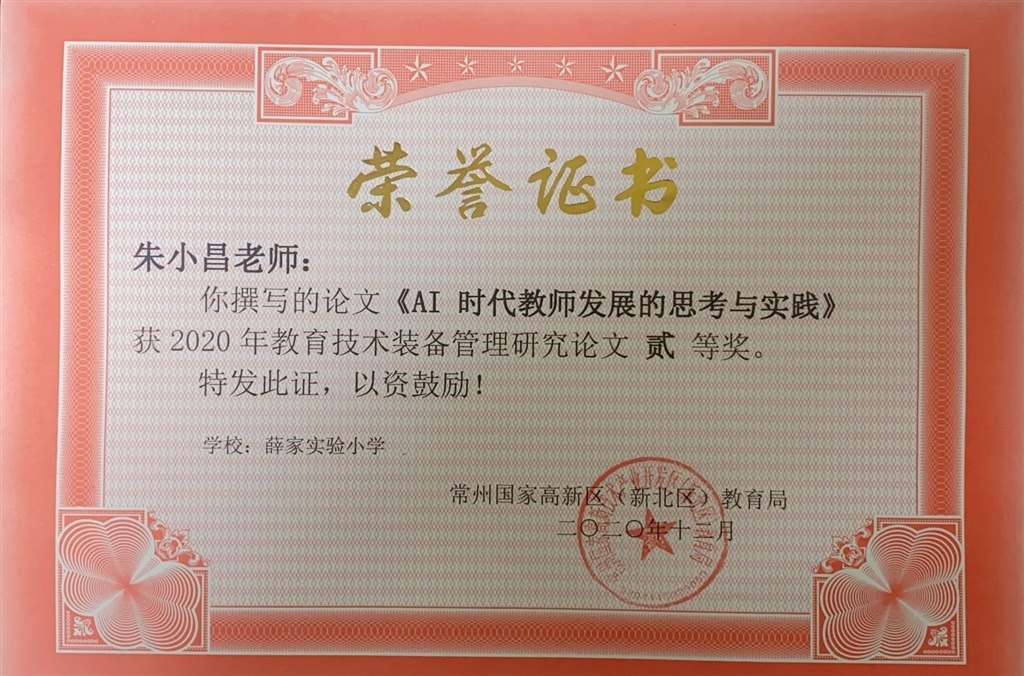 荣誉证书
朱小昌老师：
你撰写的论文《AI 时代教师发展的思考与实践》
获 2020 年教育技术装备管理研究论文 贰 等奖。
特发此证，以资鼓励！
学校：薛家实验小学
常州国家高新区（新北区）教育局
二〇二〇年十二月